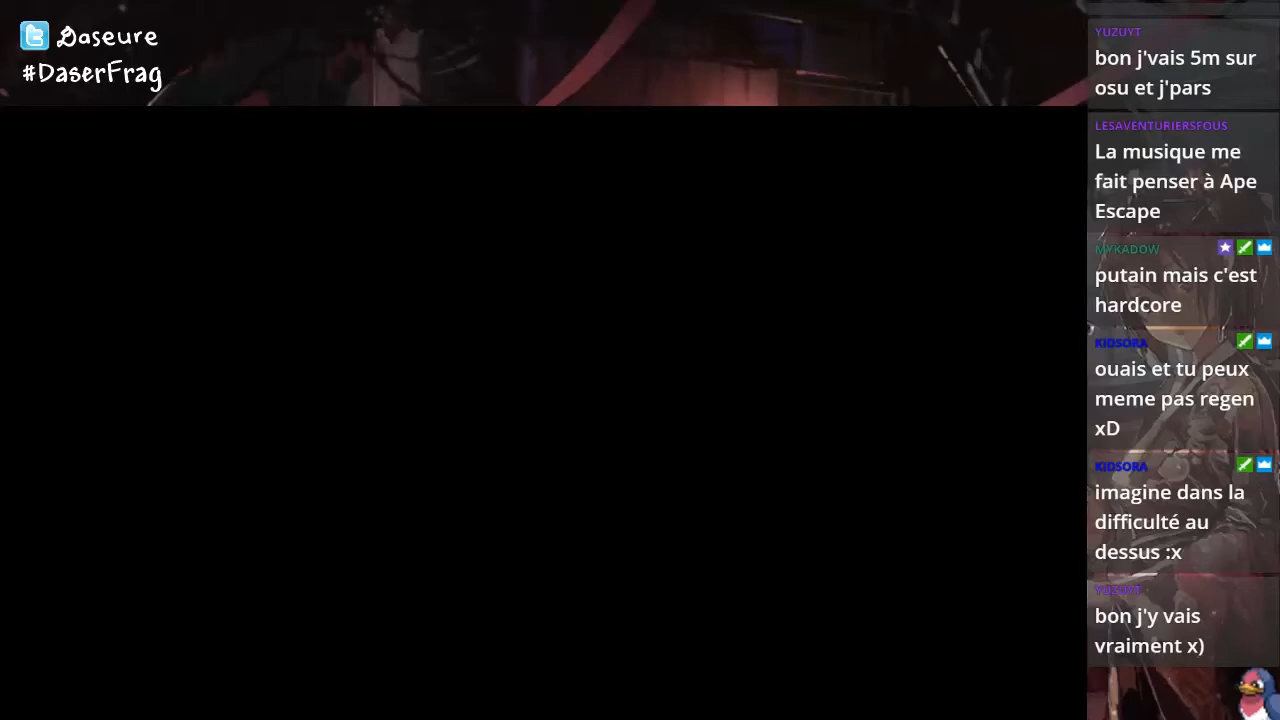 Daseure
#DaserFrag
YUZUYT
bon j'vais 5m sur
osu et j'pars
LESAVENTURIERSFOUS
La musique me
fait penser à Ape
Escape
MYKADOW
putain mais c'est
hardcore
KIDSORA
ouais et tu peux
meme pas regen
xD
KIDSORA
imagine dans la
difficulté au
dessus :x
YUZUYT
bon j'y vais
vraiment x)